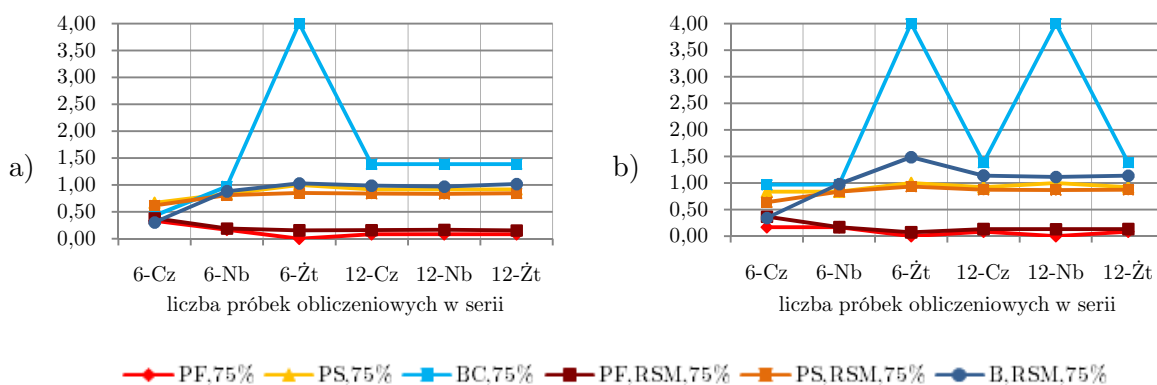 a)
4,00
3,50
3,00
2,50
2,00
1,50
1,00
0,50
0,00
6-Cz 6-Nb 6-Żt 12-Cz 12-Nb 12-Żt
liczba próbek obliczeniowych w serii
b)
4,00
3,50
3,00
2,50
2,00
1,50
1,00
0,50
0,00
6-Cz 6-Nb 6-Żt 12-Cz 12-Nb 12-Żt
liczba próbek obliczeniowych w serii
PF,75% PS,75% BC,75% PF,RSM,75% PS,RSM,75% B,RSM,75%